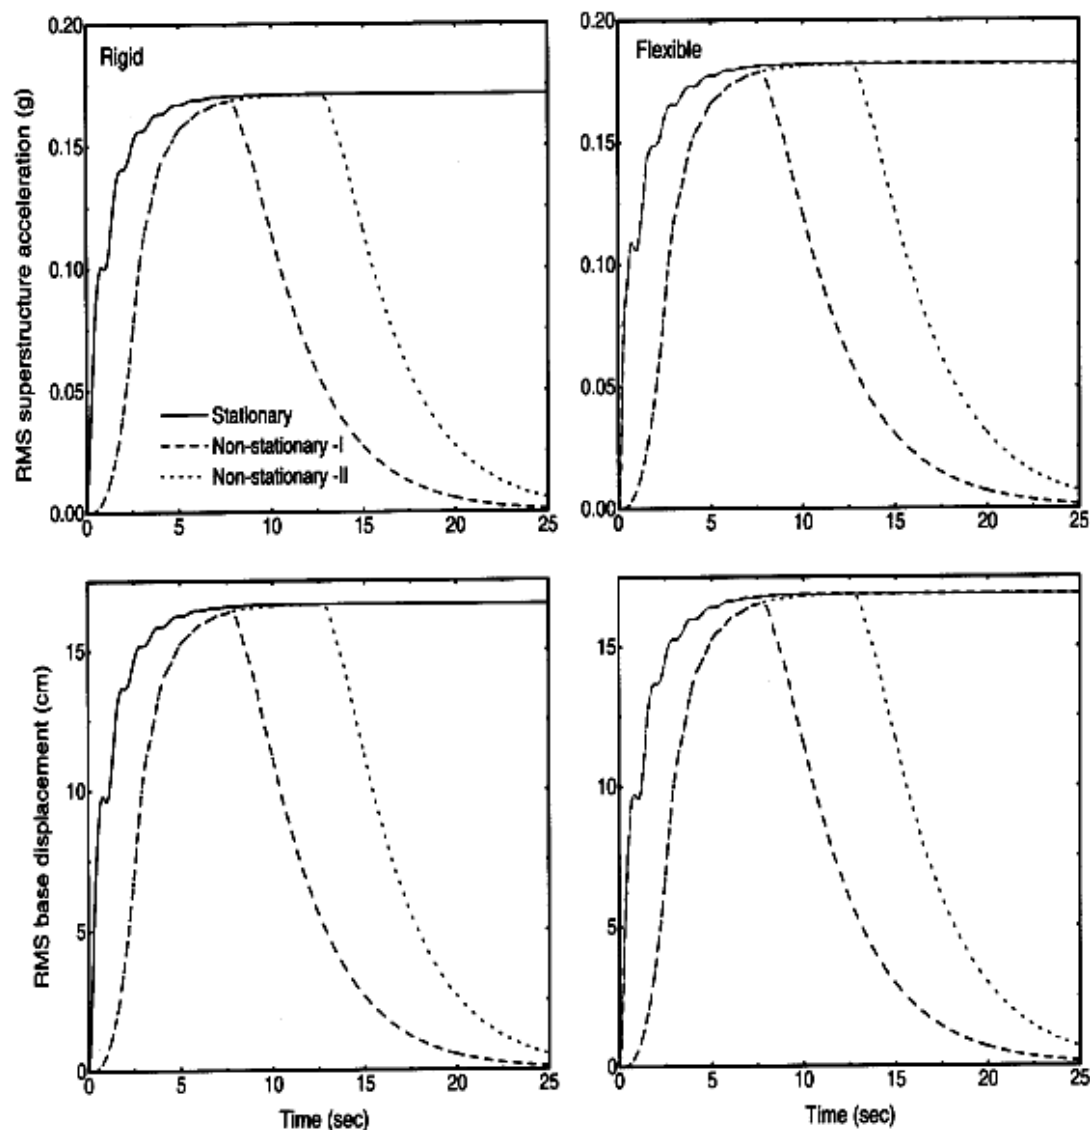 RMS superstructure acceleration (g)
0.20
0.15
0.10
0.05
0.00
Rigid
Stationary
Non-stationary -I
Non-stationary -II
0 5 10 15 20 25
0.20
0.15
0.10
0.05
0.00
Flexible
0 5 10 15 20 25
RMS base displacement (cm)
15
10
5
0
0 5 10 15 20 25
Time (sec)
15
10
5
0
0 5 10 15 20 25
Time (sec)